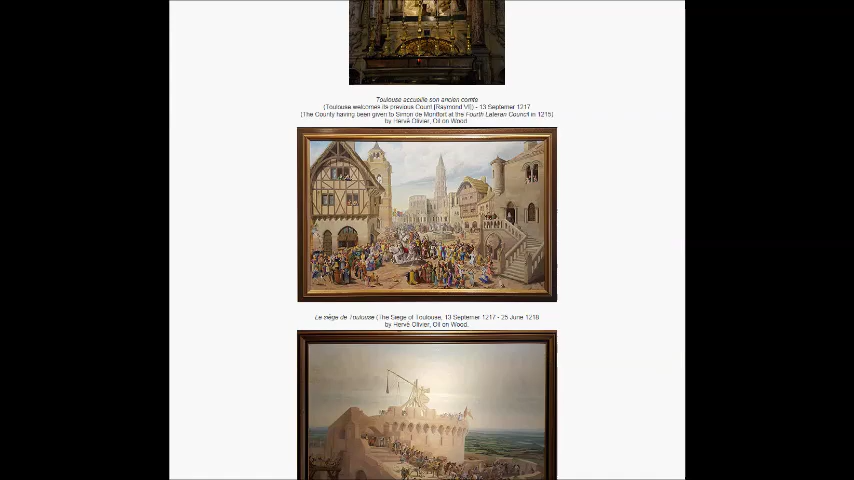 Toulouse accueille son ancien comte
(Toulouse welcomes its previous Count [Raymond VI]) - 13 Septemer 1217
(The County having been given to Simon de Montfort at the Fourth Lateran Council in 1215)
by Hervé Olivier, Oil on Wood
Le siège de Toulouse (The Siege of Toulouse, 13 Septemer 1217 - 25 June 1218
by Hervé Olivier, Oil on Wood.